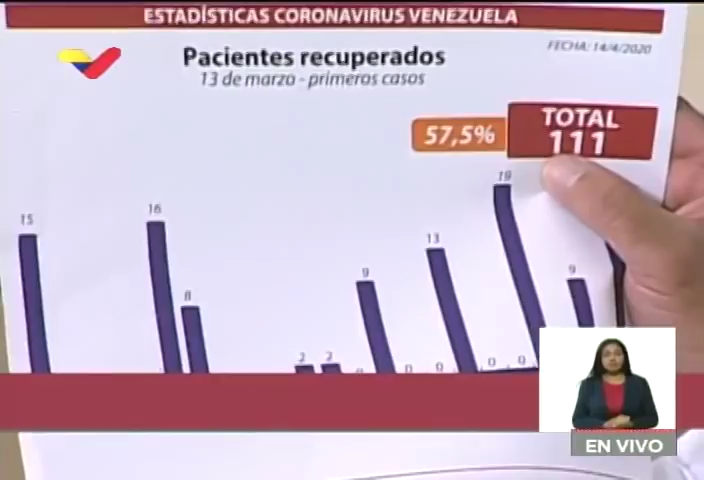 ESTADÍSTICAS CORONAVIRUS VENEZUELA
FECHA: 14/4/2020
Pacientes recuperados
13 de marzo - primeros casos
57,5%
TOTAL
111
15
16
8
2
2
9
0
0
13
0
0
19
9
EN VIVO